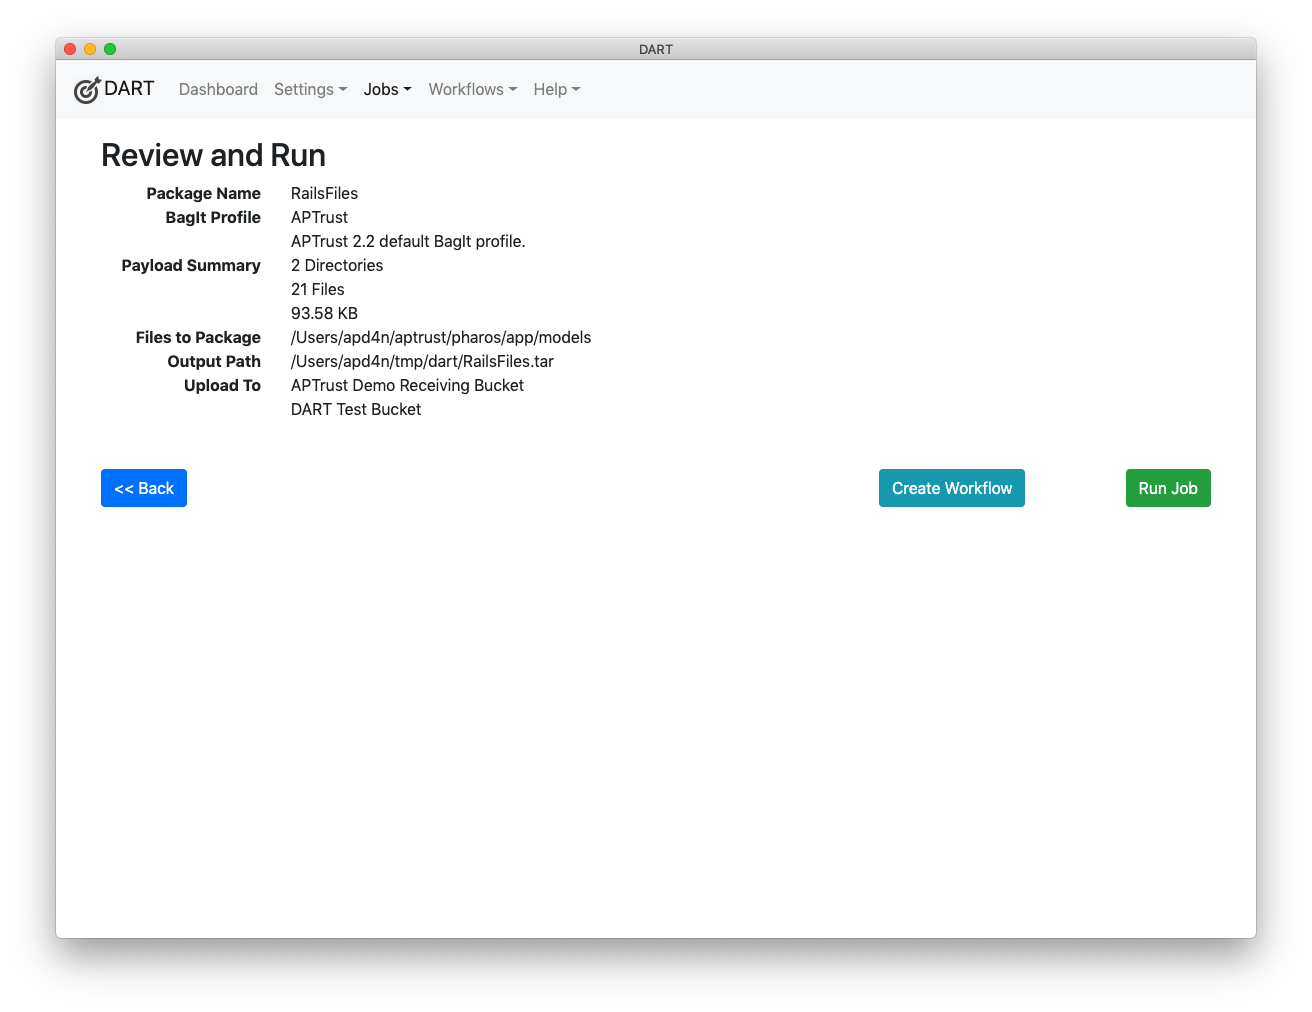 DART
DART Dashboard Settings Jobs Workflows Help
Review and Run
Package Name RailsFiles
BagIt Profile APTrust
APTrust 2.2 default BagIt profile.
Payload Summary 2 Directories
21 Files
93.58 KB
Files to Package /Users/apd4n/aptrust/pharos/app/models
Output Path /Users/apd4n/tmp/dart/RailsFiles.tar
Upload To APTrust Demo Receiving Bucket
DART Test Bucket
<< Back Create Workflow Run Job